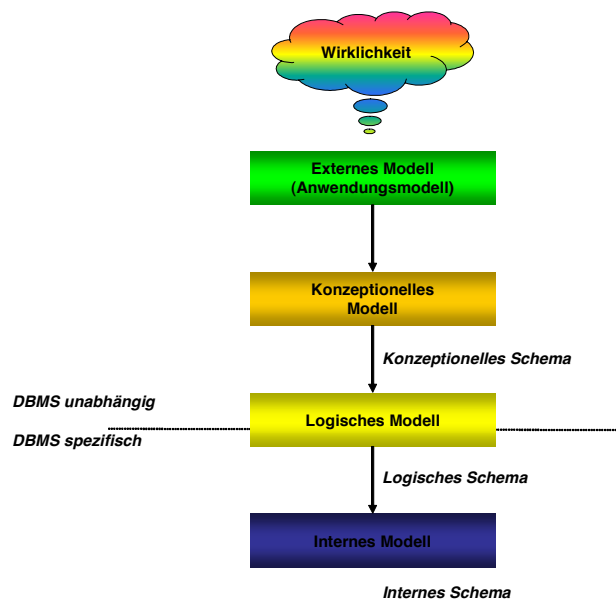 Wirklichkeit
Externes Modell
(Anwendungsmodell)
Konzeptionelles
Modell
Konzeptionelles Schema
DBMS unabhängig
Logisches Modell
DBMS spezifisch
Logisches Schema
Internes Modell
Internes Schema